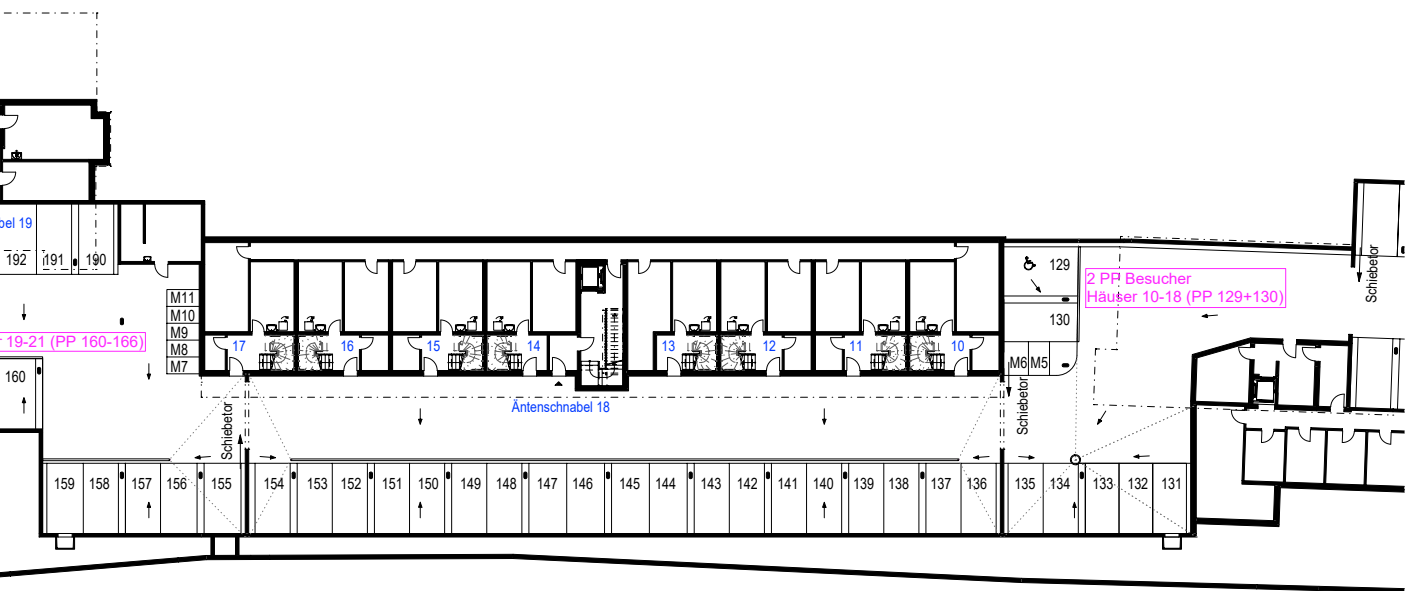 bel 19
192 191 190
M11
M10
M9
M8
M7
19-21 (PP 160-166)
160
17 16 15 14 13 12 11 10
Äntenschnabel 18
Schiebetor
129
130
M6 M5
Schiebetor
2 PP Besucher
Häuser 10-18 (PP 129+130)
Schiebetor
159 158 157 156 155 154 153 152 151 150 149 148 147 146 145 144 143 142 141 140 139 138 137 136 135 134 133 132 131